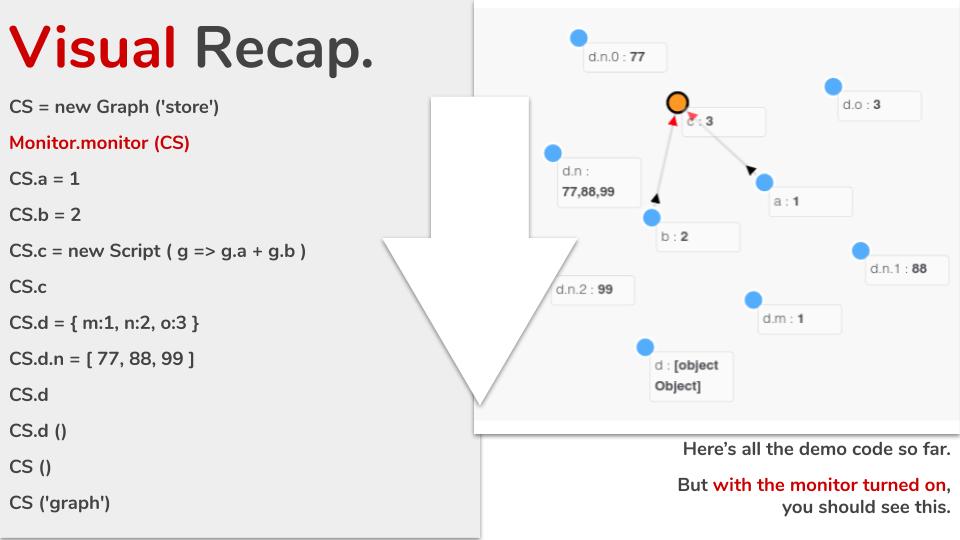 Visual Recap.
CS = new Graph ('store')
Monitor.monitor (CS)
CS.a = 1
CS.b = 2
CS.c = new Script ( g => g.a + g.b )
CS.c
CS.d = { m:1, n:2, o:3 }
CS.d.n = [ 77, 88, 99 ]
CS.d
CS.d ()
CS ()
CS ('graph')
d.n.0 : 77
d.o : 3
c : 3
d.n :
77,88,99
a : 1
b : 2
d.n.1 : 88
d.n.2 : 99
d.m : 1
d : [object
Object]
Here's all the demo code so far.
But with the monitor turned on,
you should see this.